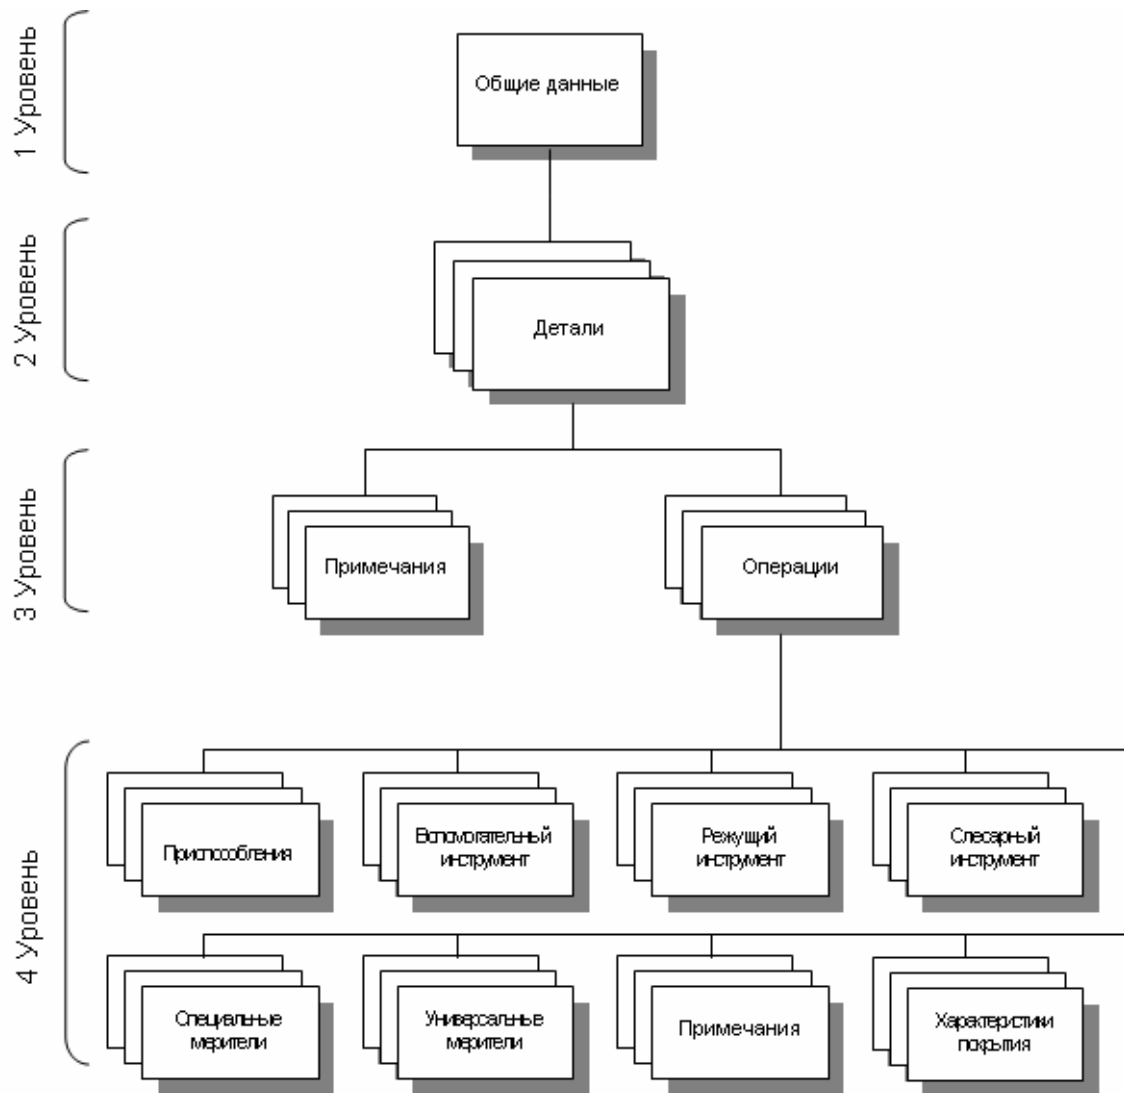 1 Уровень
Общие данные
2 Уровень
Детали
3 Уровень
Примечания
Операции
4 Уровень
Приспособления
Вспомогательный
инструмент
Режущий
инструмент
Слесарный
инструмент
Специальные
мерители
Универсальные
мерители
Примечания
Характеристики
покрытия